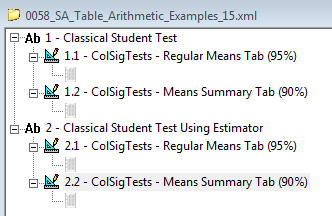 0058_SA_Table_Arithmetic_Examples_15.xml
Ab 1 - Classical Student Test
1.1 - ColSigTests - Regular Means Tab (95%)
1.2 - ColSigTests - Means Summary Tab (90%)
Ab 2 - Classical Student Test Using Estimator
2.1 - ColSigTests - Regular Means Tab (95%)
2.2 - ColSigTests - Means Summary Tab (90%)